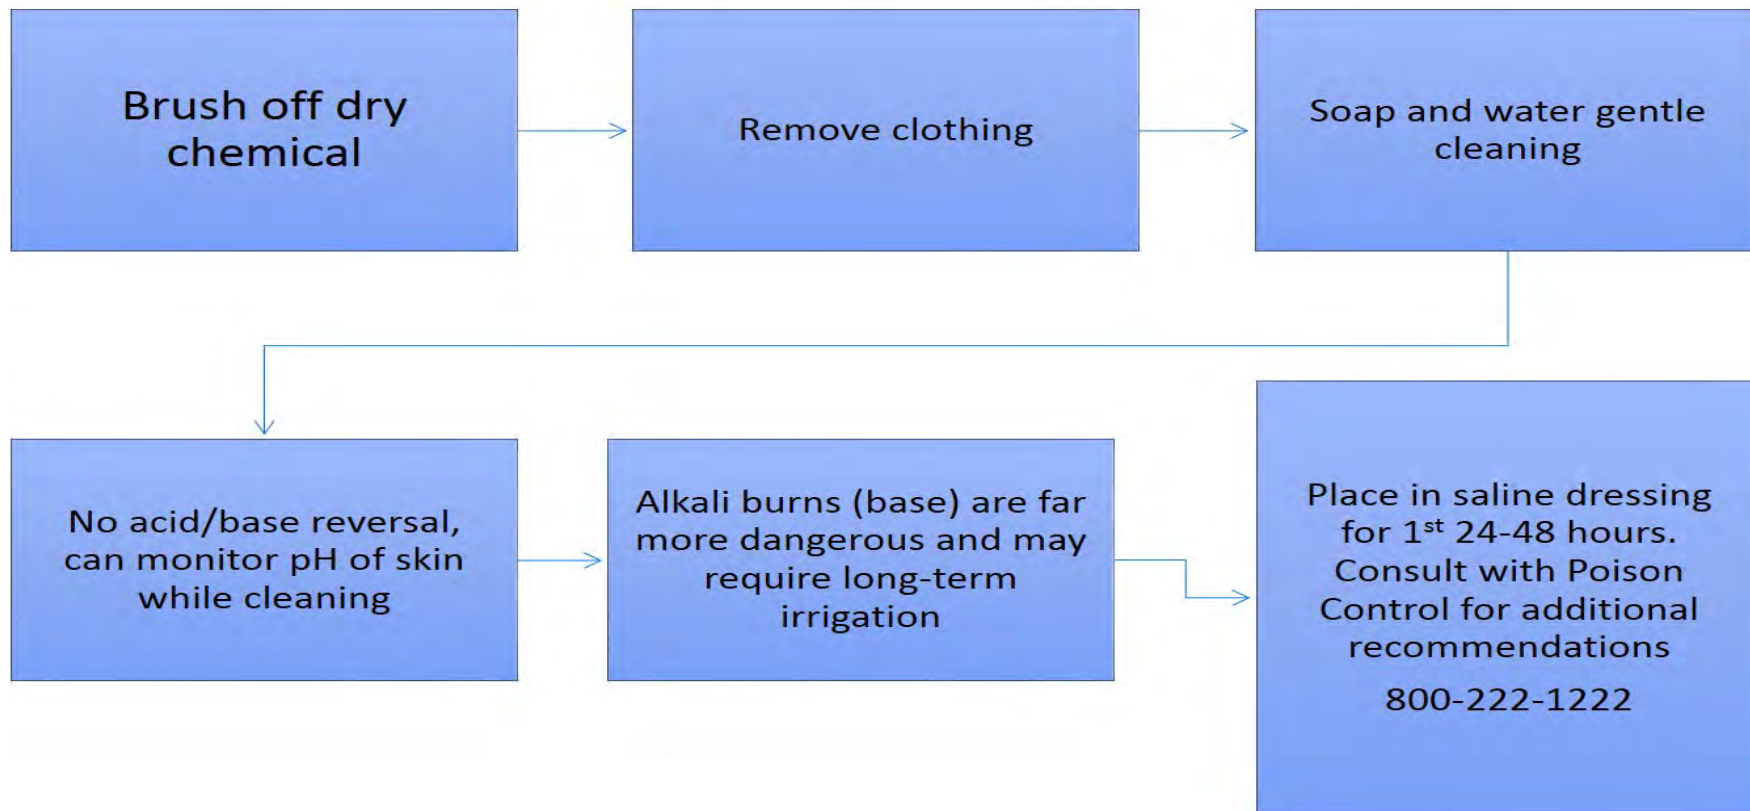 Brush off dry
chemical
Remove clothing
Soap and water gentle
cleaning
No acid/base reversal,
can monitor pH of skin
while cleaning
Alkali burns (base) are far
more dangerous and may
require long-term
irrigation
Place in saline dressing
for 1st 24-48 hours.
Consult with Poison
Control for additional
recommendations
800-222-1222